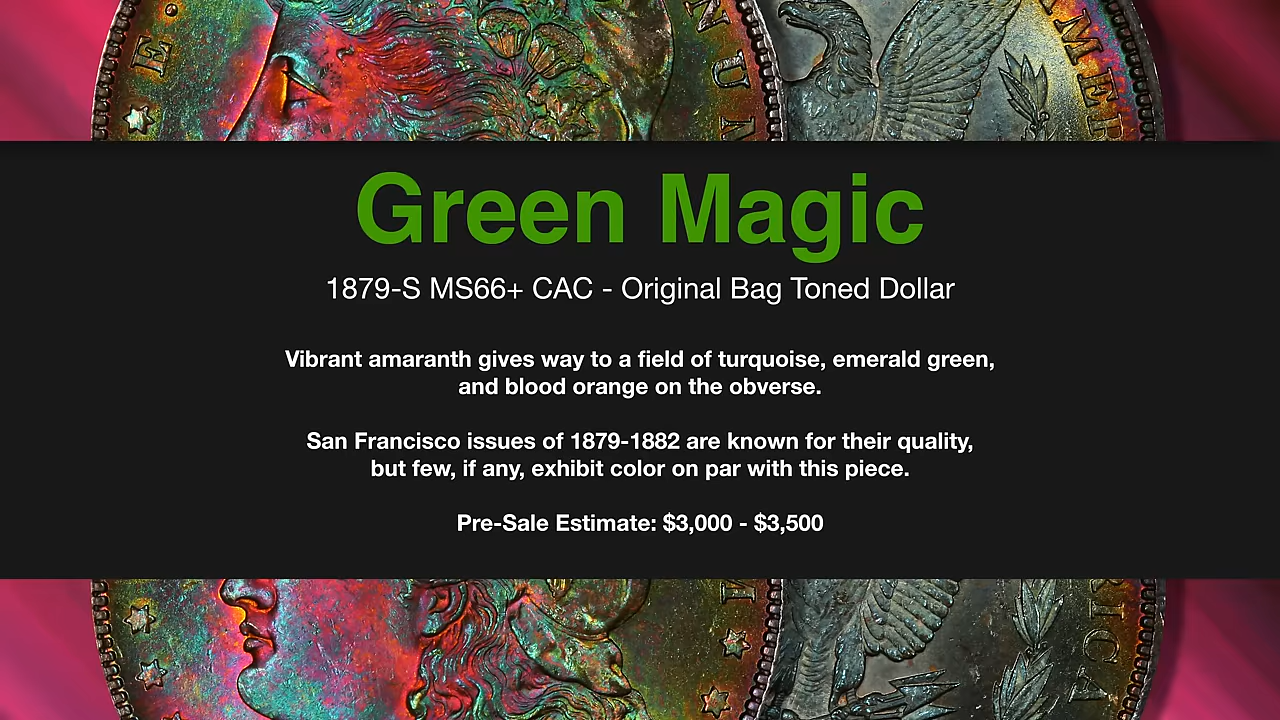 E.
NUM
AMERICA
Green Magic
1879-S MS66+ CAC - Original Bag Toned Dollar
Vibrant amaranth gives way to a field of turquoise, emerald green,
and blood orange on the obverse.
San Francisco issues of 1879-1882 are known for their quality,
but few, if any, exhibit color on par with this piece.
Pre-Sale Estimate: $3,000 - $3,500